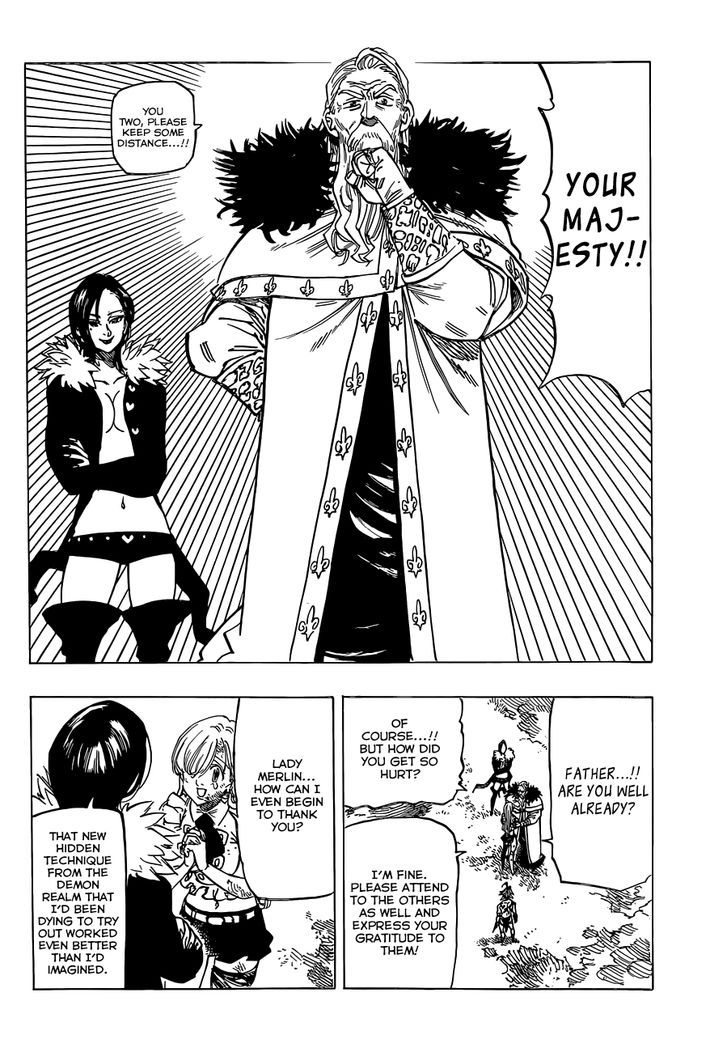 YOUR
MAJ-
ESTY!!
YOU
TWO, PLEASE
KEEP SOME
DISTANCE...!!
FATHER...!!
ARE YOU WELL
ALREADY?
OF
COURSE...!!
BUT HOW DID
YOU GET SO
HURT?
I'M FINE.
PLEASE ATTEND
TO THE OTHERS
AS WELL AND
EXPRESS YOUR
GRATITUDE TO
THEM!
LADY
MERLIN...
HOW CAN I
EVEN BEGIN
TO THANK
YOU?
THAT NEW
HIDDEN
TECHNIQUE
FROM THE
DEMON
REALM THAT
I'D BEEN
DYING TO TRY
OUT WORKED
EVEN BETTER
THAN I'D
IMAGINED.